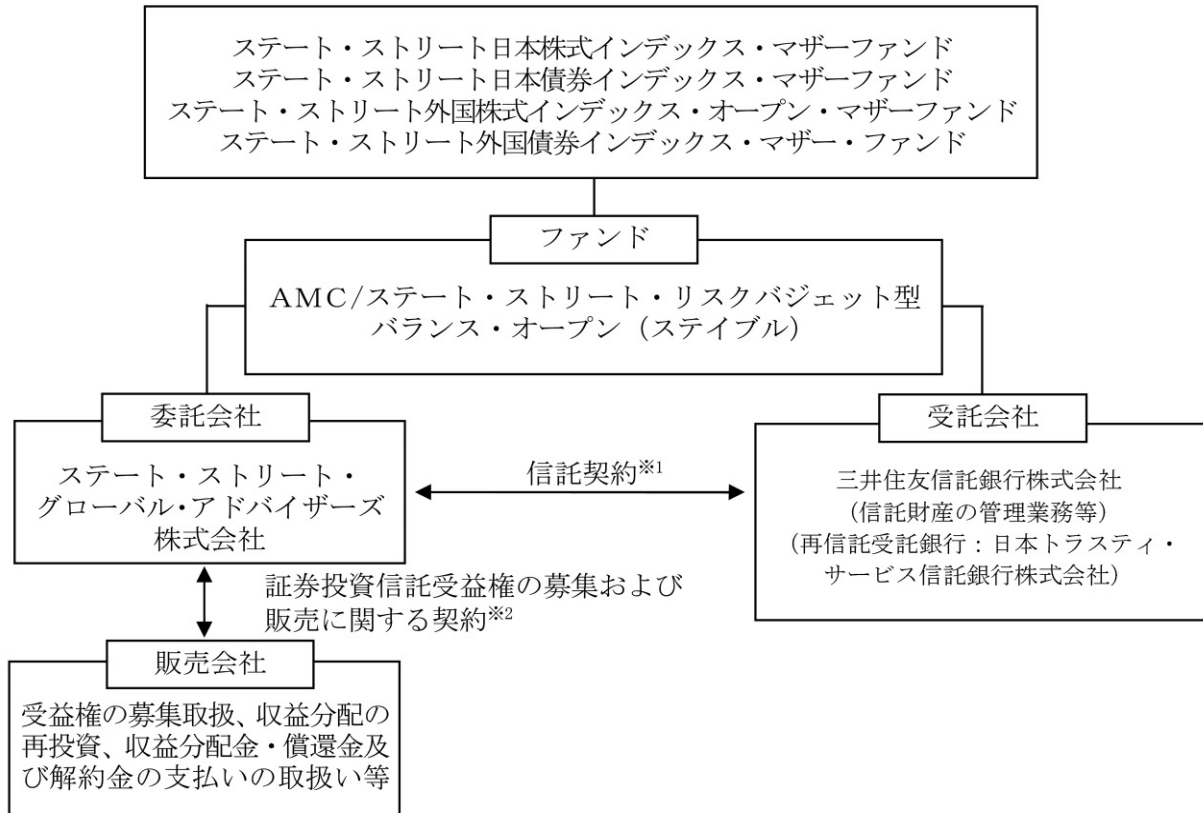 ステート・ストリート日本株式インデックス・マザーファンド
ステート・ストリート日本債券インデックス・マザーファンド
ステート・ストリート外国株式インデックス・オープン・マザーファンド
ステート・ストリート外国債券インデックス・マザー・ファンド
ファンド
AMC/ステート・ストリート・リスクバジェット型
バランス・オープン(ステイブル)
委託会社
ステート・ストリート・
グローバル・アドバイザーズ
株式会社
信託契約※1
受託会社
三井住友信託銀行株式会社
(信託財産の管理業務等)
(再信託受託銀行:日本トラスティ・
サービス信託銀行株式会社)
証券投資信託受益権の募集および
販売に関する契約※2
販売会社
受益権の募集取扱、収益分配の
再投資、収益分配金・償還金及
び解約金の支払いの取扱い等